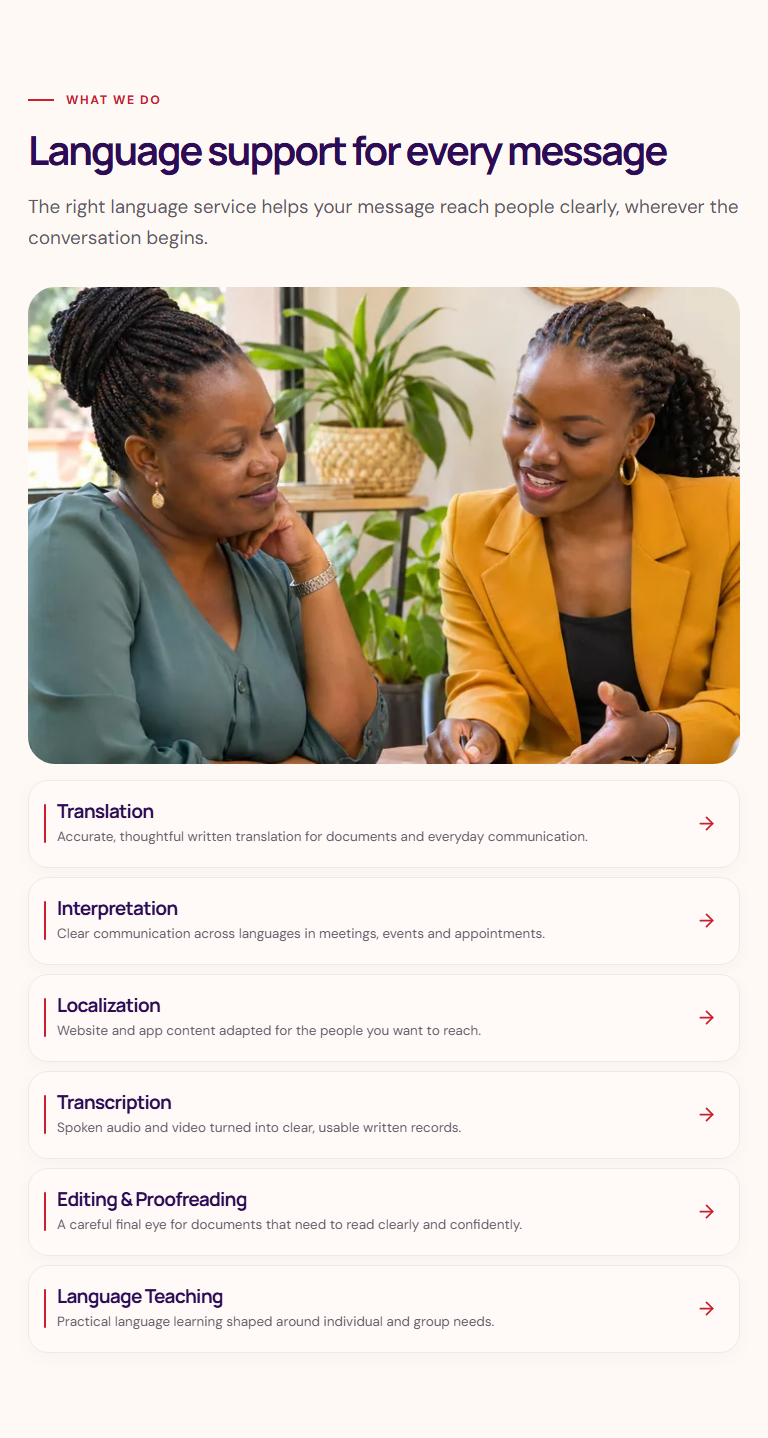 WHAT WE DO
Language support for every message
The right language service helps your message reach people clearly, wherever the
conversation begins.
Translation
Accurate, thoughtful written translation for documents and everyday communication.
Interpretation
Clear communication across languages in meetings, events and appointments.
Localization
Website and app content adapted for the people you want to reach.
Transcription
Spoken audio and video turned into clear, usable written records.
Editing & Proofreading
A careful final eye for documents that need to read clearly and confidently.
Language Teaching
Practical language learning shaped around individual and group needs.